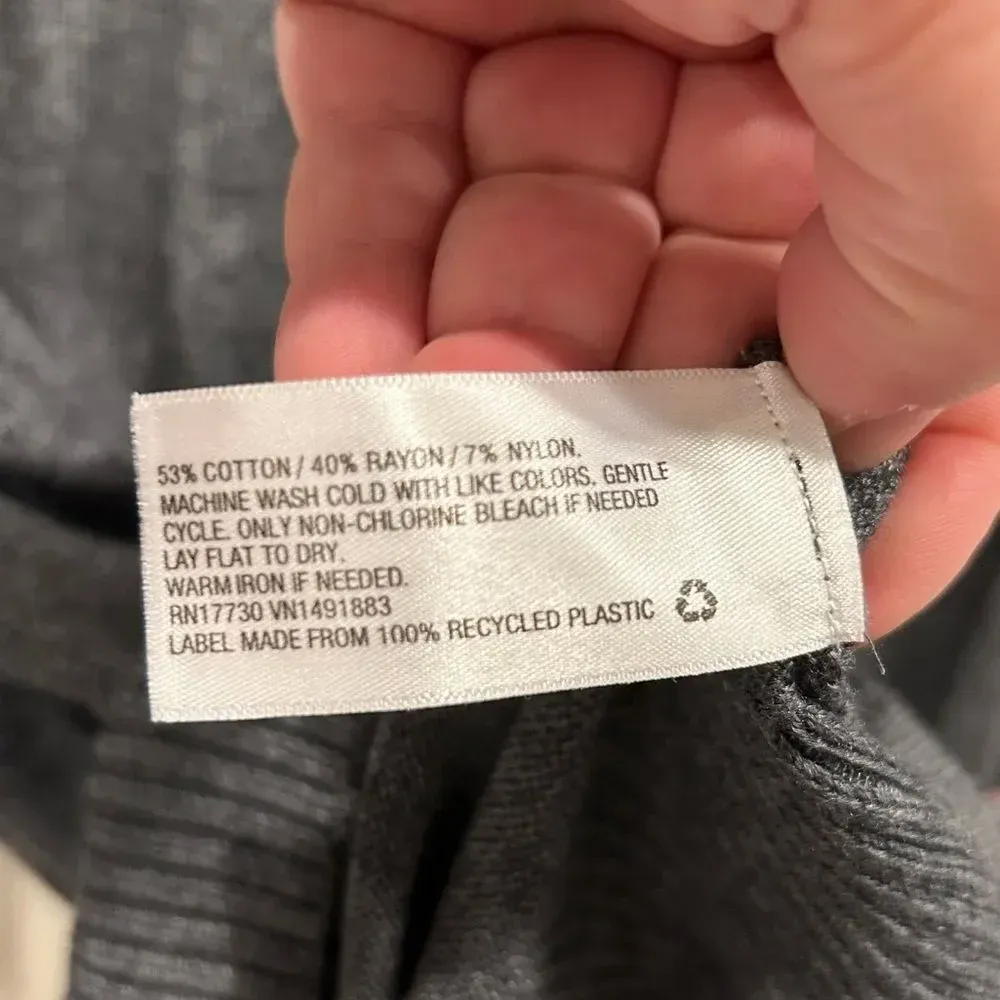 53% COTTON / 40% RAYON / 7% NYLON.
MACHINE WASH COLD WITH LIKE COLORS. GENTLE
CYCLE. ONLY NON-CHLORINE BLEACH IF NEEDED
LAY FLAT TO DRY.
WARM IRON IF NEEDED.
RN17730 VN1491883
LABEL MADE FROM 100% RECYCLED PLASTIC